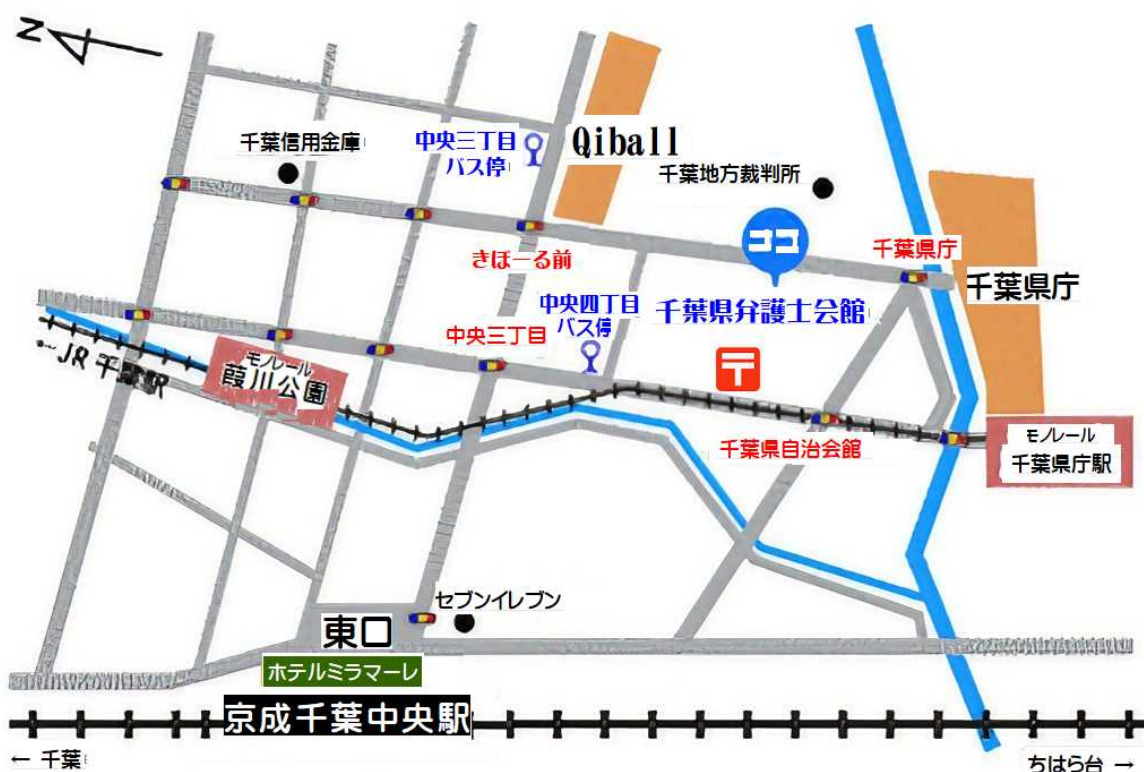 N
千葉信用金庫
中央三丁目
バス停
Qiball
千葉地方裁判所
ココ
千葉県弁護士会館
きぼーる前
千葉県庁
千葉県庁
中央四丁目
バス停
中央三丁目
モノレール
葭川公園
〒
千葉県自治会館
モノレール
千葉県庁駅
セブンイレブン
東口
ホテルミラマーレ
京成千葉中央駅
← 千葉
ちはら台 →